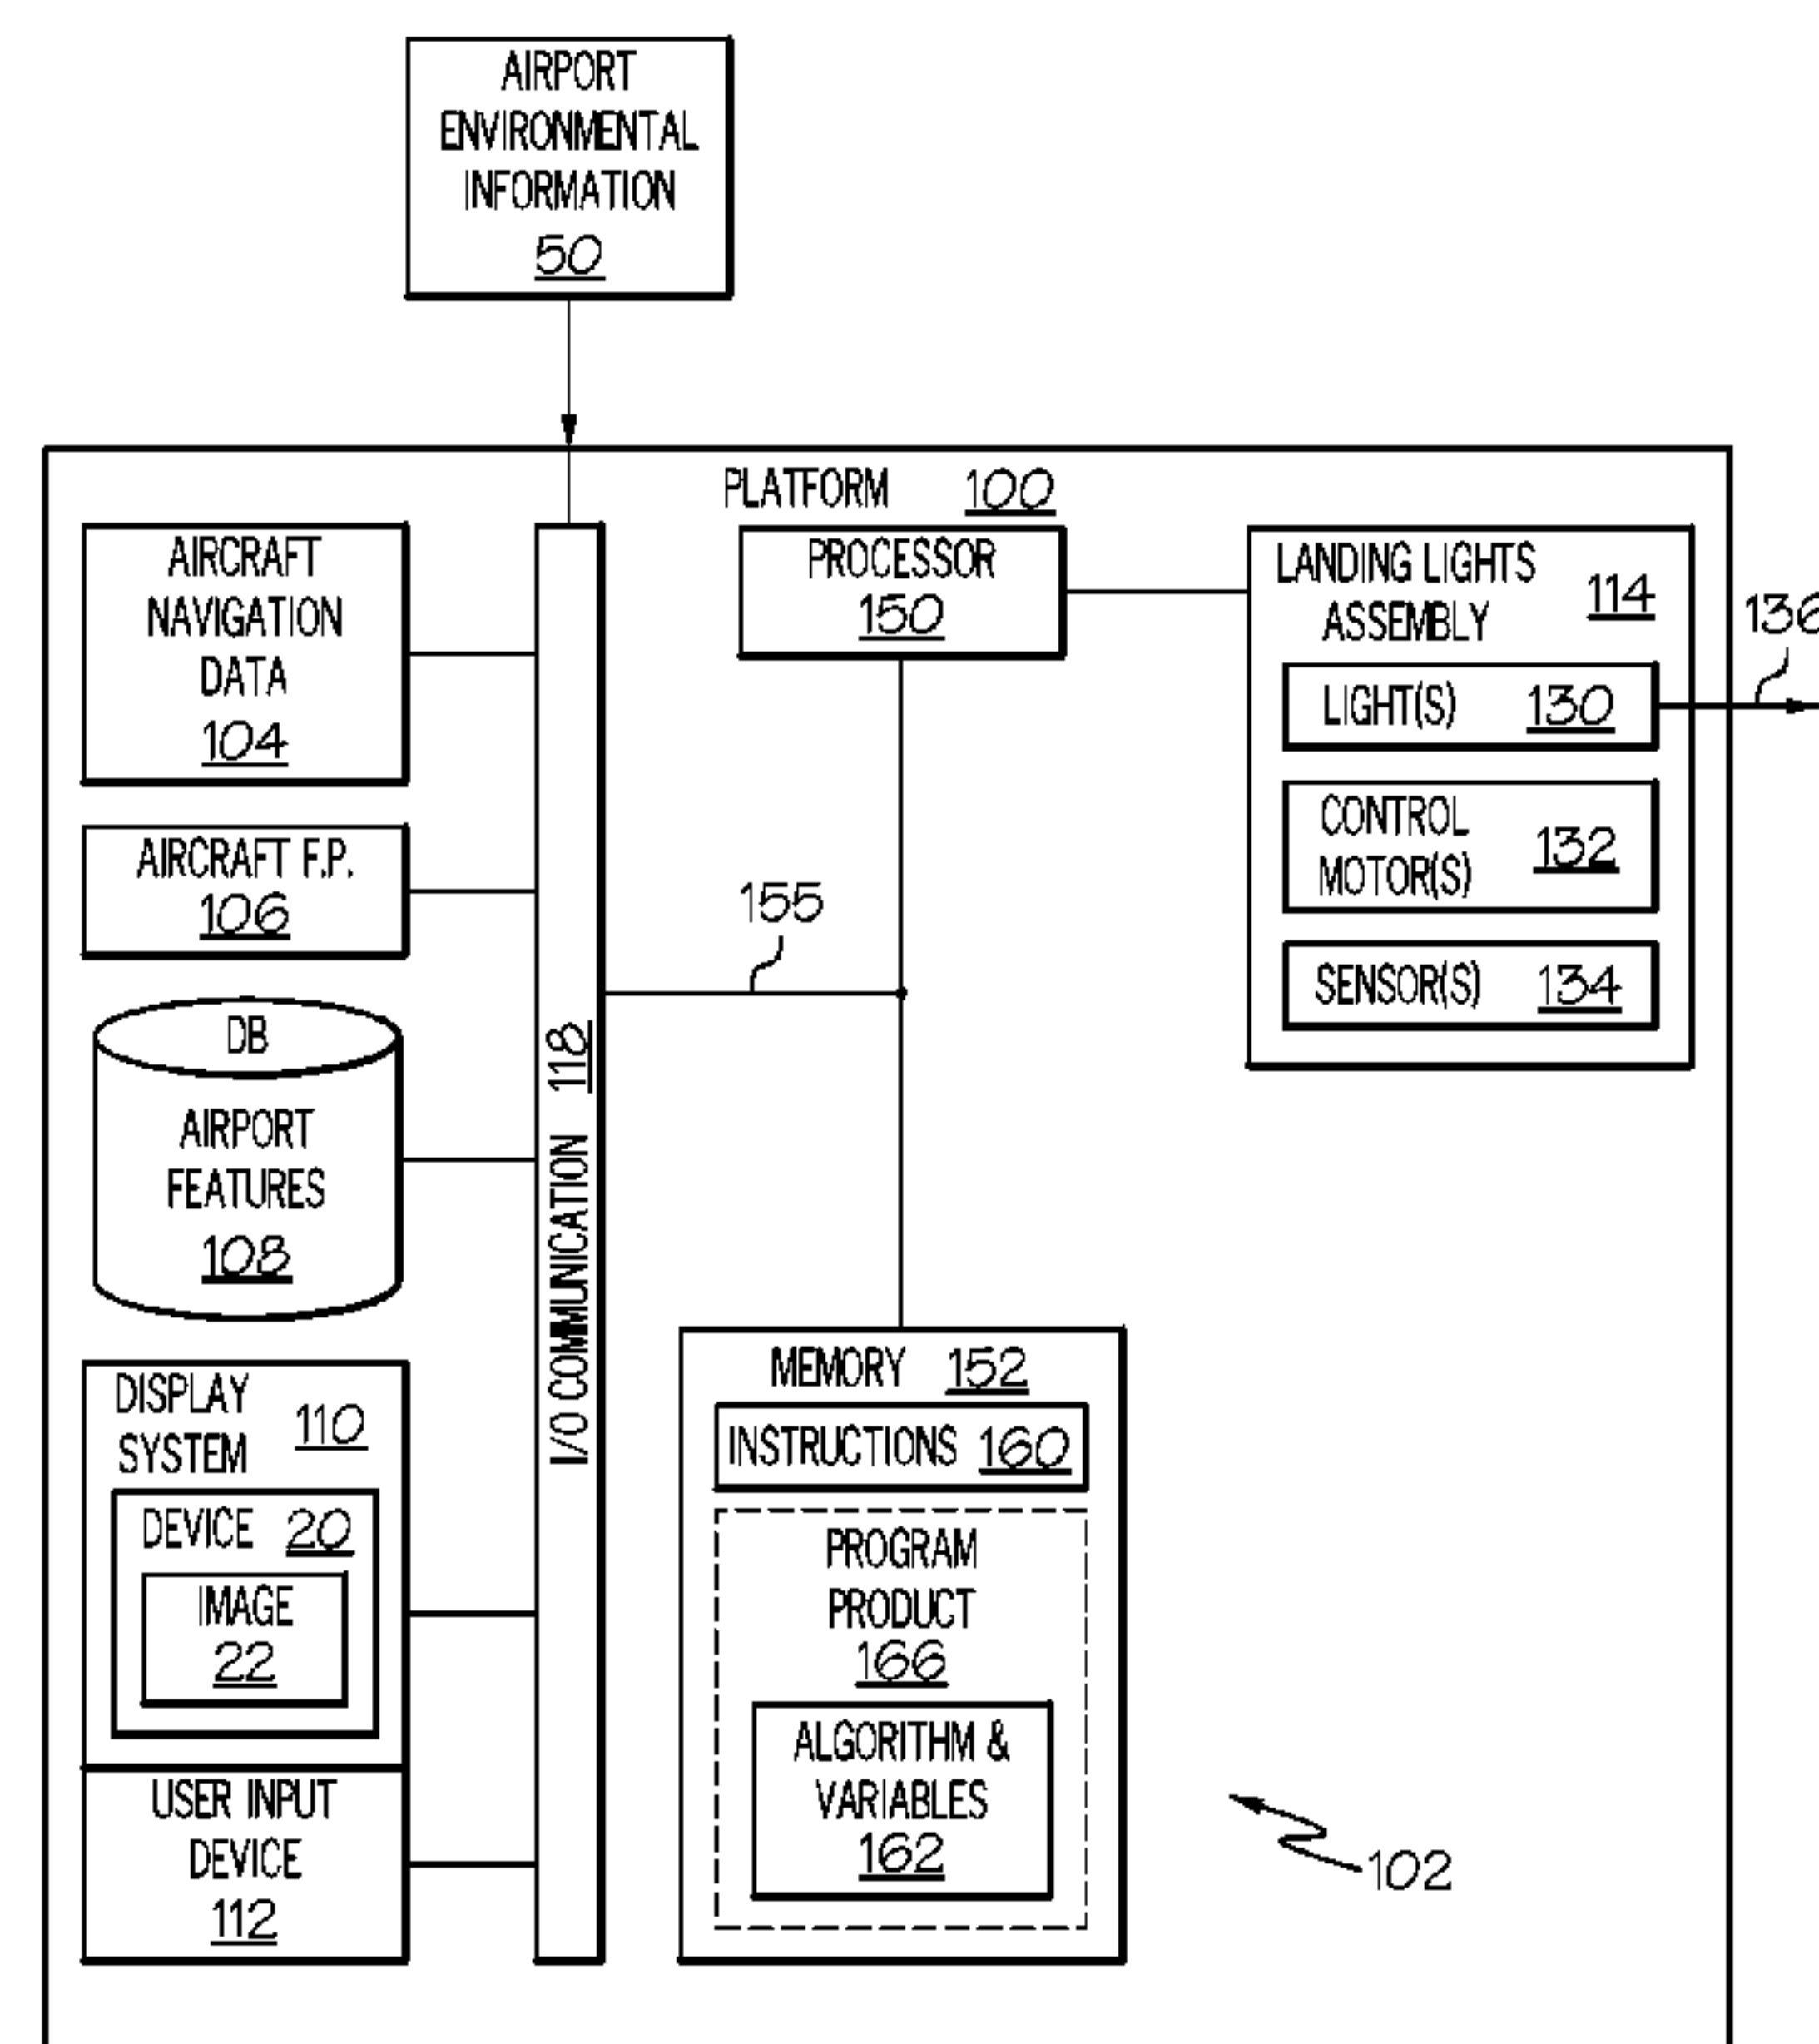 AIRPORT
ENVIRONMENTAL
INFORMATION
50
PLATFORM 100
AIRCRAFT
NAVIGATION
DATA
104
AIRCRAFT F.P.
106
DB
AIRPORT
FEATURES
108
DISPLAY
SYSTEM 110
DEVICE 20
IMAGE
22
USER INPUT
DEVICE
112
I/O COMMUNICATION 118
155
PROCESSOR
150
MEMORY 152
INSTRUCTIONS 160
PROGRAM
PRODUCT
166
ALGORITHM &
VARIABLES
162
LANDING LIGHTS
ASSEMBLY 114
LIGHT(S) 130
CONTROL
MOTOR(S) 132
SENSOR(S) 134
136
102